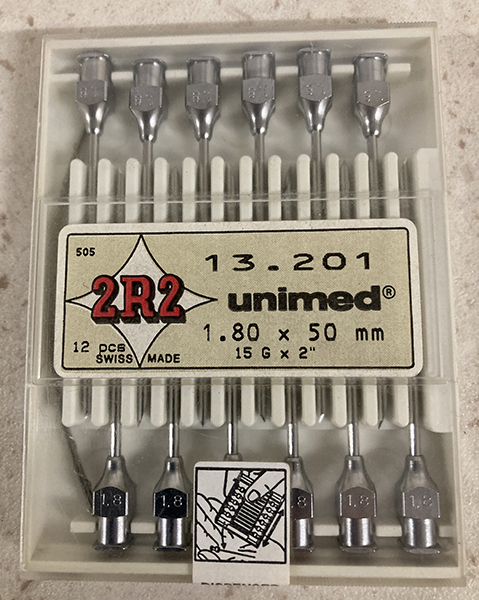 505
13.201
2R2
unimed®
1.80 x 50 mm
12 pcs
15 G x 2"
SWISS MADE
1.8
1.8
1.8
1.8
1.8
DISPENSER